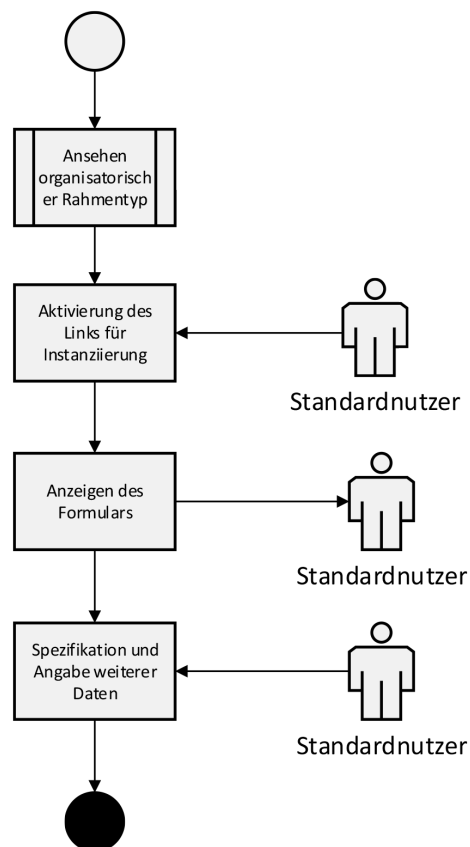 Ansehen
organisatorisch
er Rahmentyp
Aktivierung des
Links für
Instanziierung
Standardnutzer
Anzeigen des
Formulars
Standardnutzer
Spezifikation und
Angabe weiterer
Daten
Standardnutzer